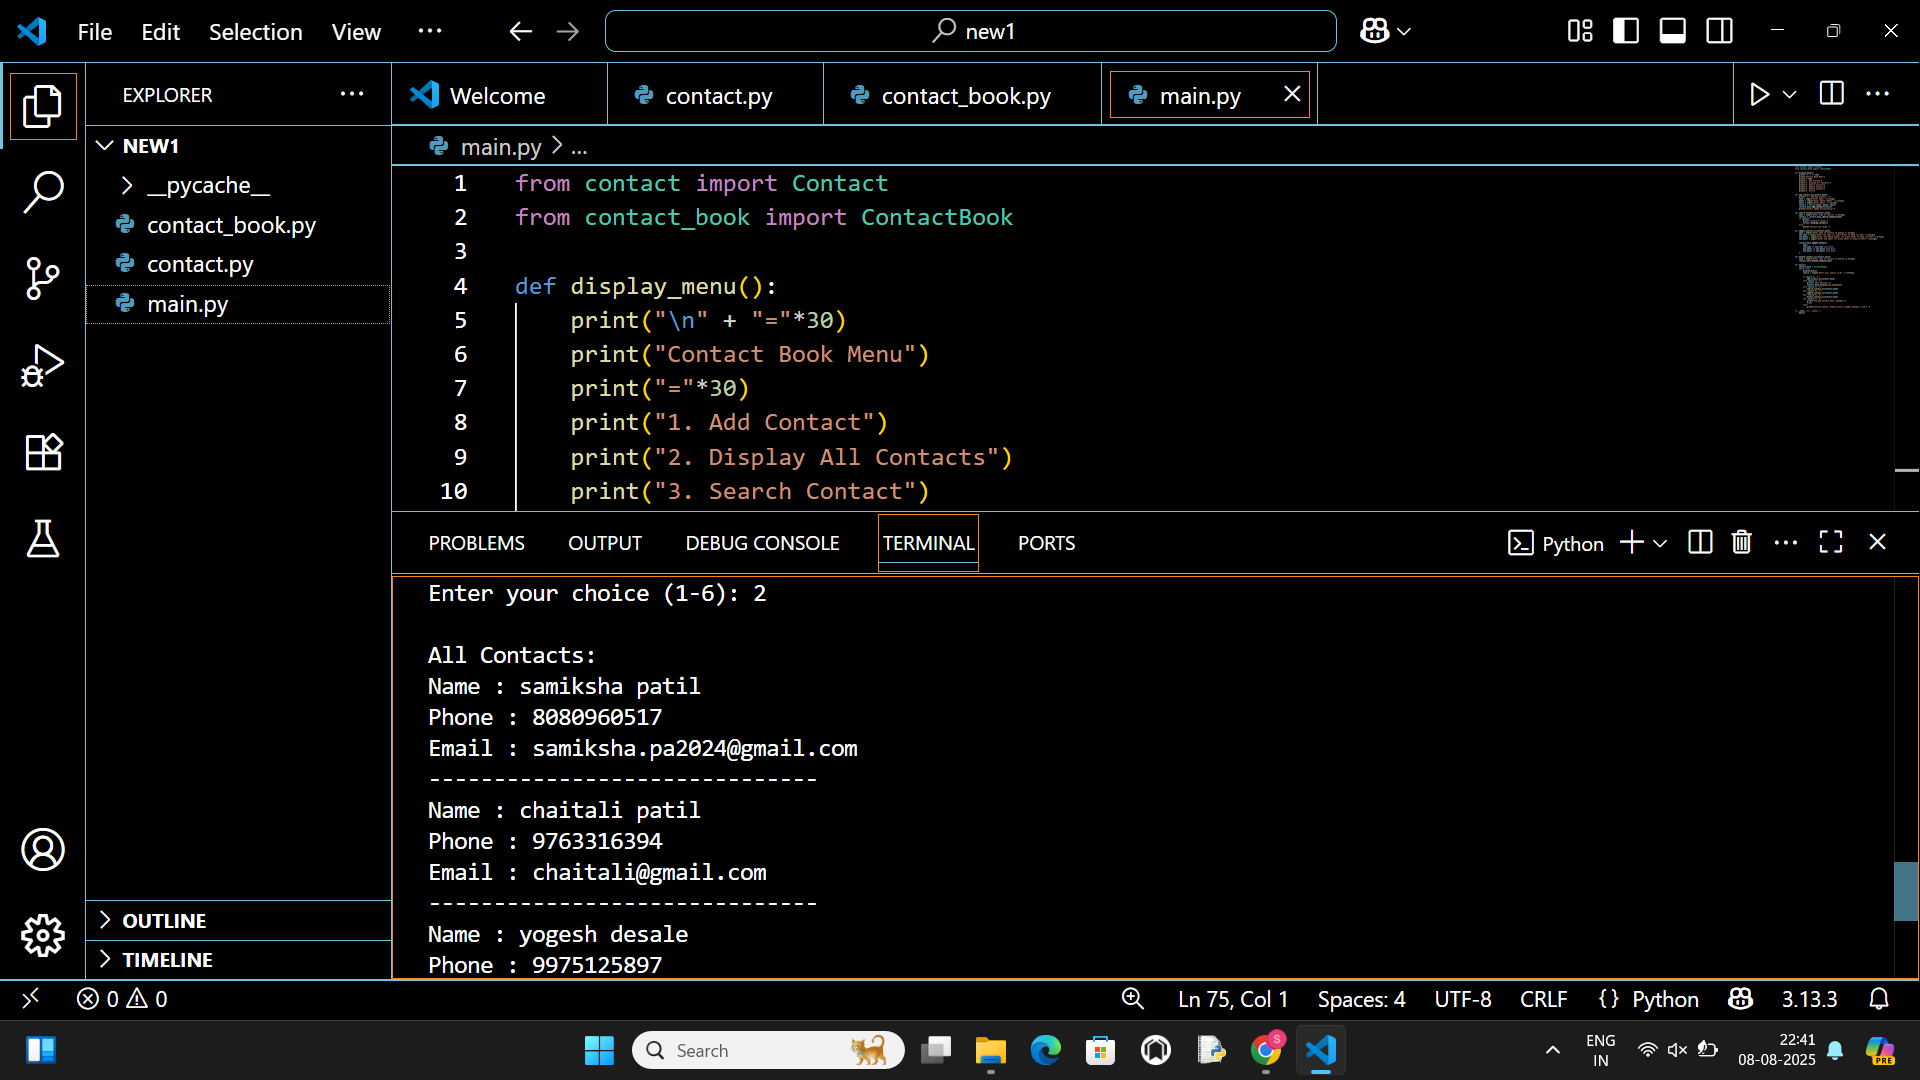 File Edit Selection View ...
new1
EXPLORER ...
Welcome
contact.py
contact_book.py
main.py
NEW1
__pycache__
contact_book.py
contact.py
main.py
OUTLINE
TIMELINE
main.py > ...
1 from contact import Contact
2 from contact_book import ContactBook
3
4 def display_menu():
5 print("\n" + "="*30)
6 print("Contact Book Menu")
7 print("="*30)
8 print("1. Add Contact")
9 print("2. Display All Contacts")
10 print("3. Search Contact")
PROBLEMS OUTPUT DEBUG CONSOLE TERMINAL PORTS
Python
Enter your choice (1-6): 2
All Contacts:
Name : samiksha patil
Phone : 8080960517
Email : samiksha.pa2024@gmail.com
------------------------------
Name : chaitali patil
Phone : 9763316394
Email : chaitali@gmail.com
------------------------------
Name : yogesh desale
Phone : 9975125897
0 0
Ln 75, Col 1 Spaces: 4 UTF-8 CRLF {} Python 3.13.3
Search
S
ENG
IN
22:41
08-08-2025
PRE